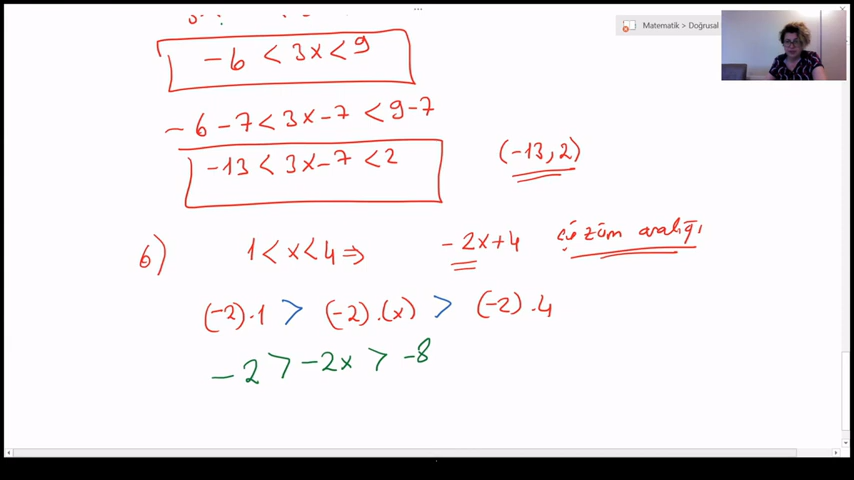 Matematik > Doğrusal
-6 < 3x < 9
-6-7 < 3x-7 < 9-7
-13 < 3x-7 < 2
(-13, 2)
6) 1 < x < 4 ⇒ -2x+4 çözüm aralığı
(-2).1 > (-2).(x) > (-2).4
-2 > -2x > -8